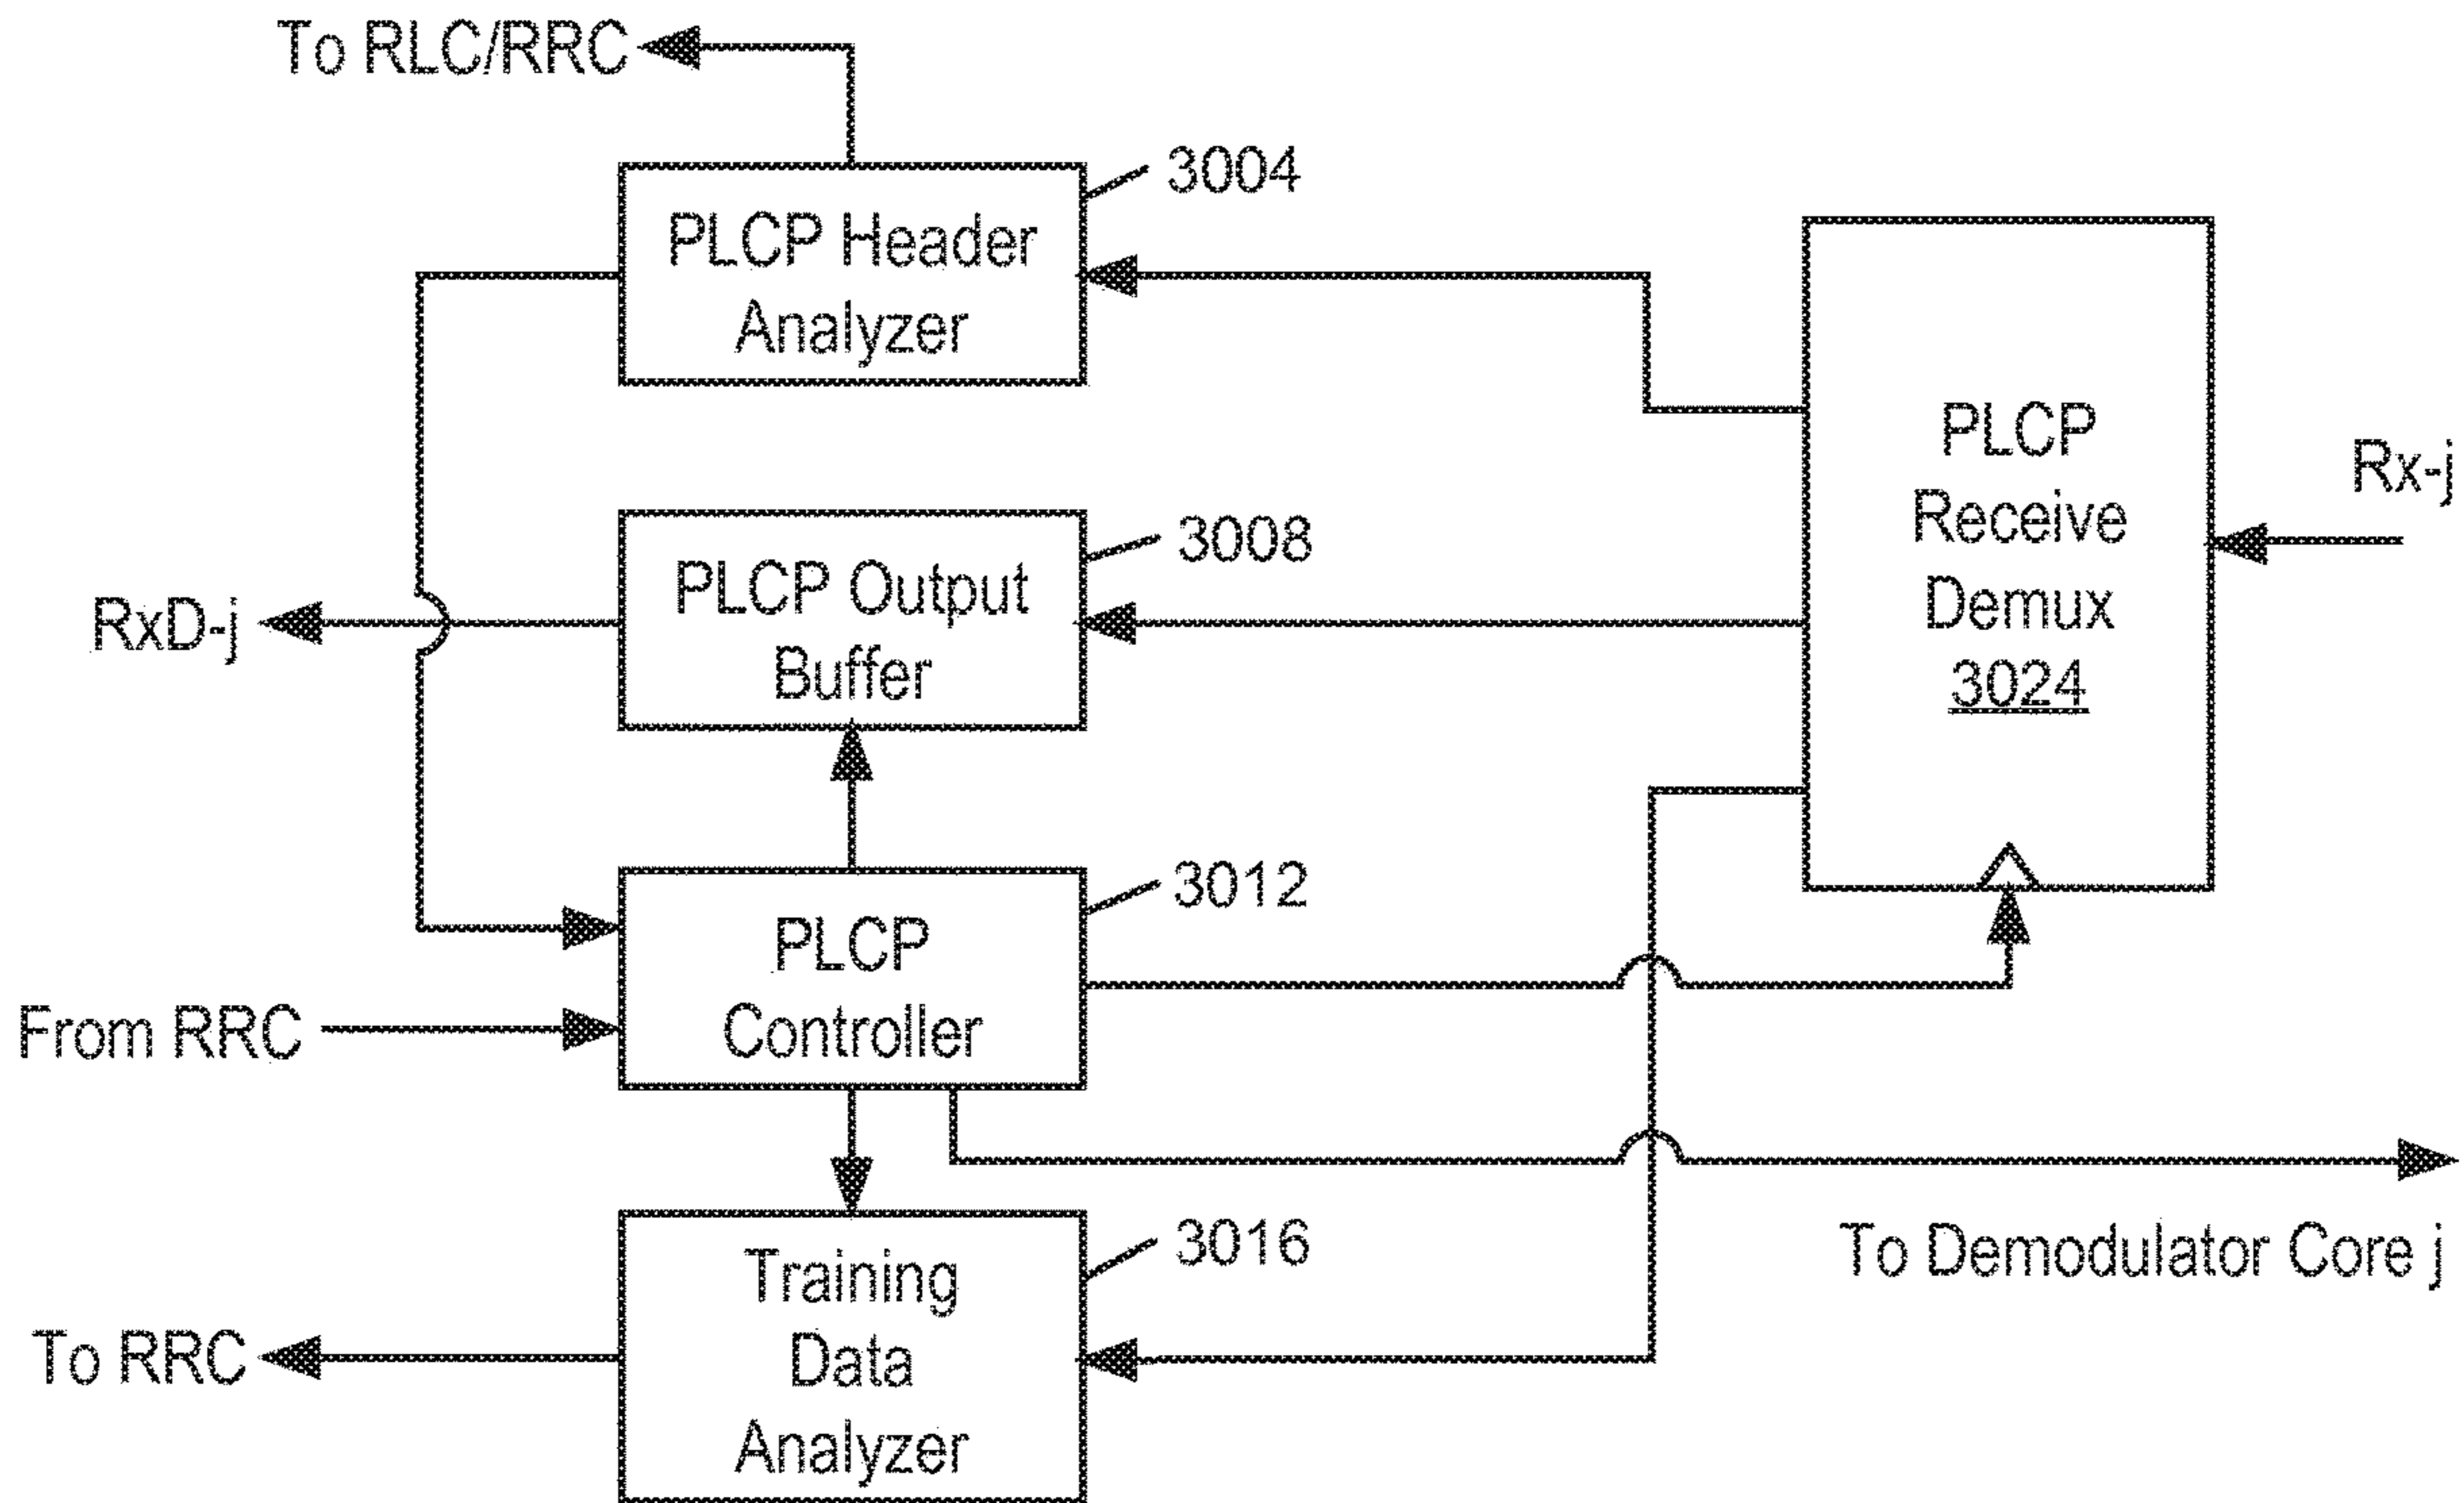 To RLC/RRC
3004
PLCP Header
Analyzer
PLCP
Receive
Demux
3024
Rx-j
3008
PLCP Output
Buffer
RxD-j
3012
PLCP
Controller
From RRC
3016
Training
Data
Analyzer
To Demodulator Core j
To RRC